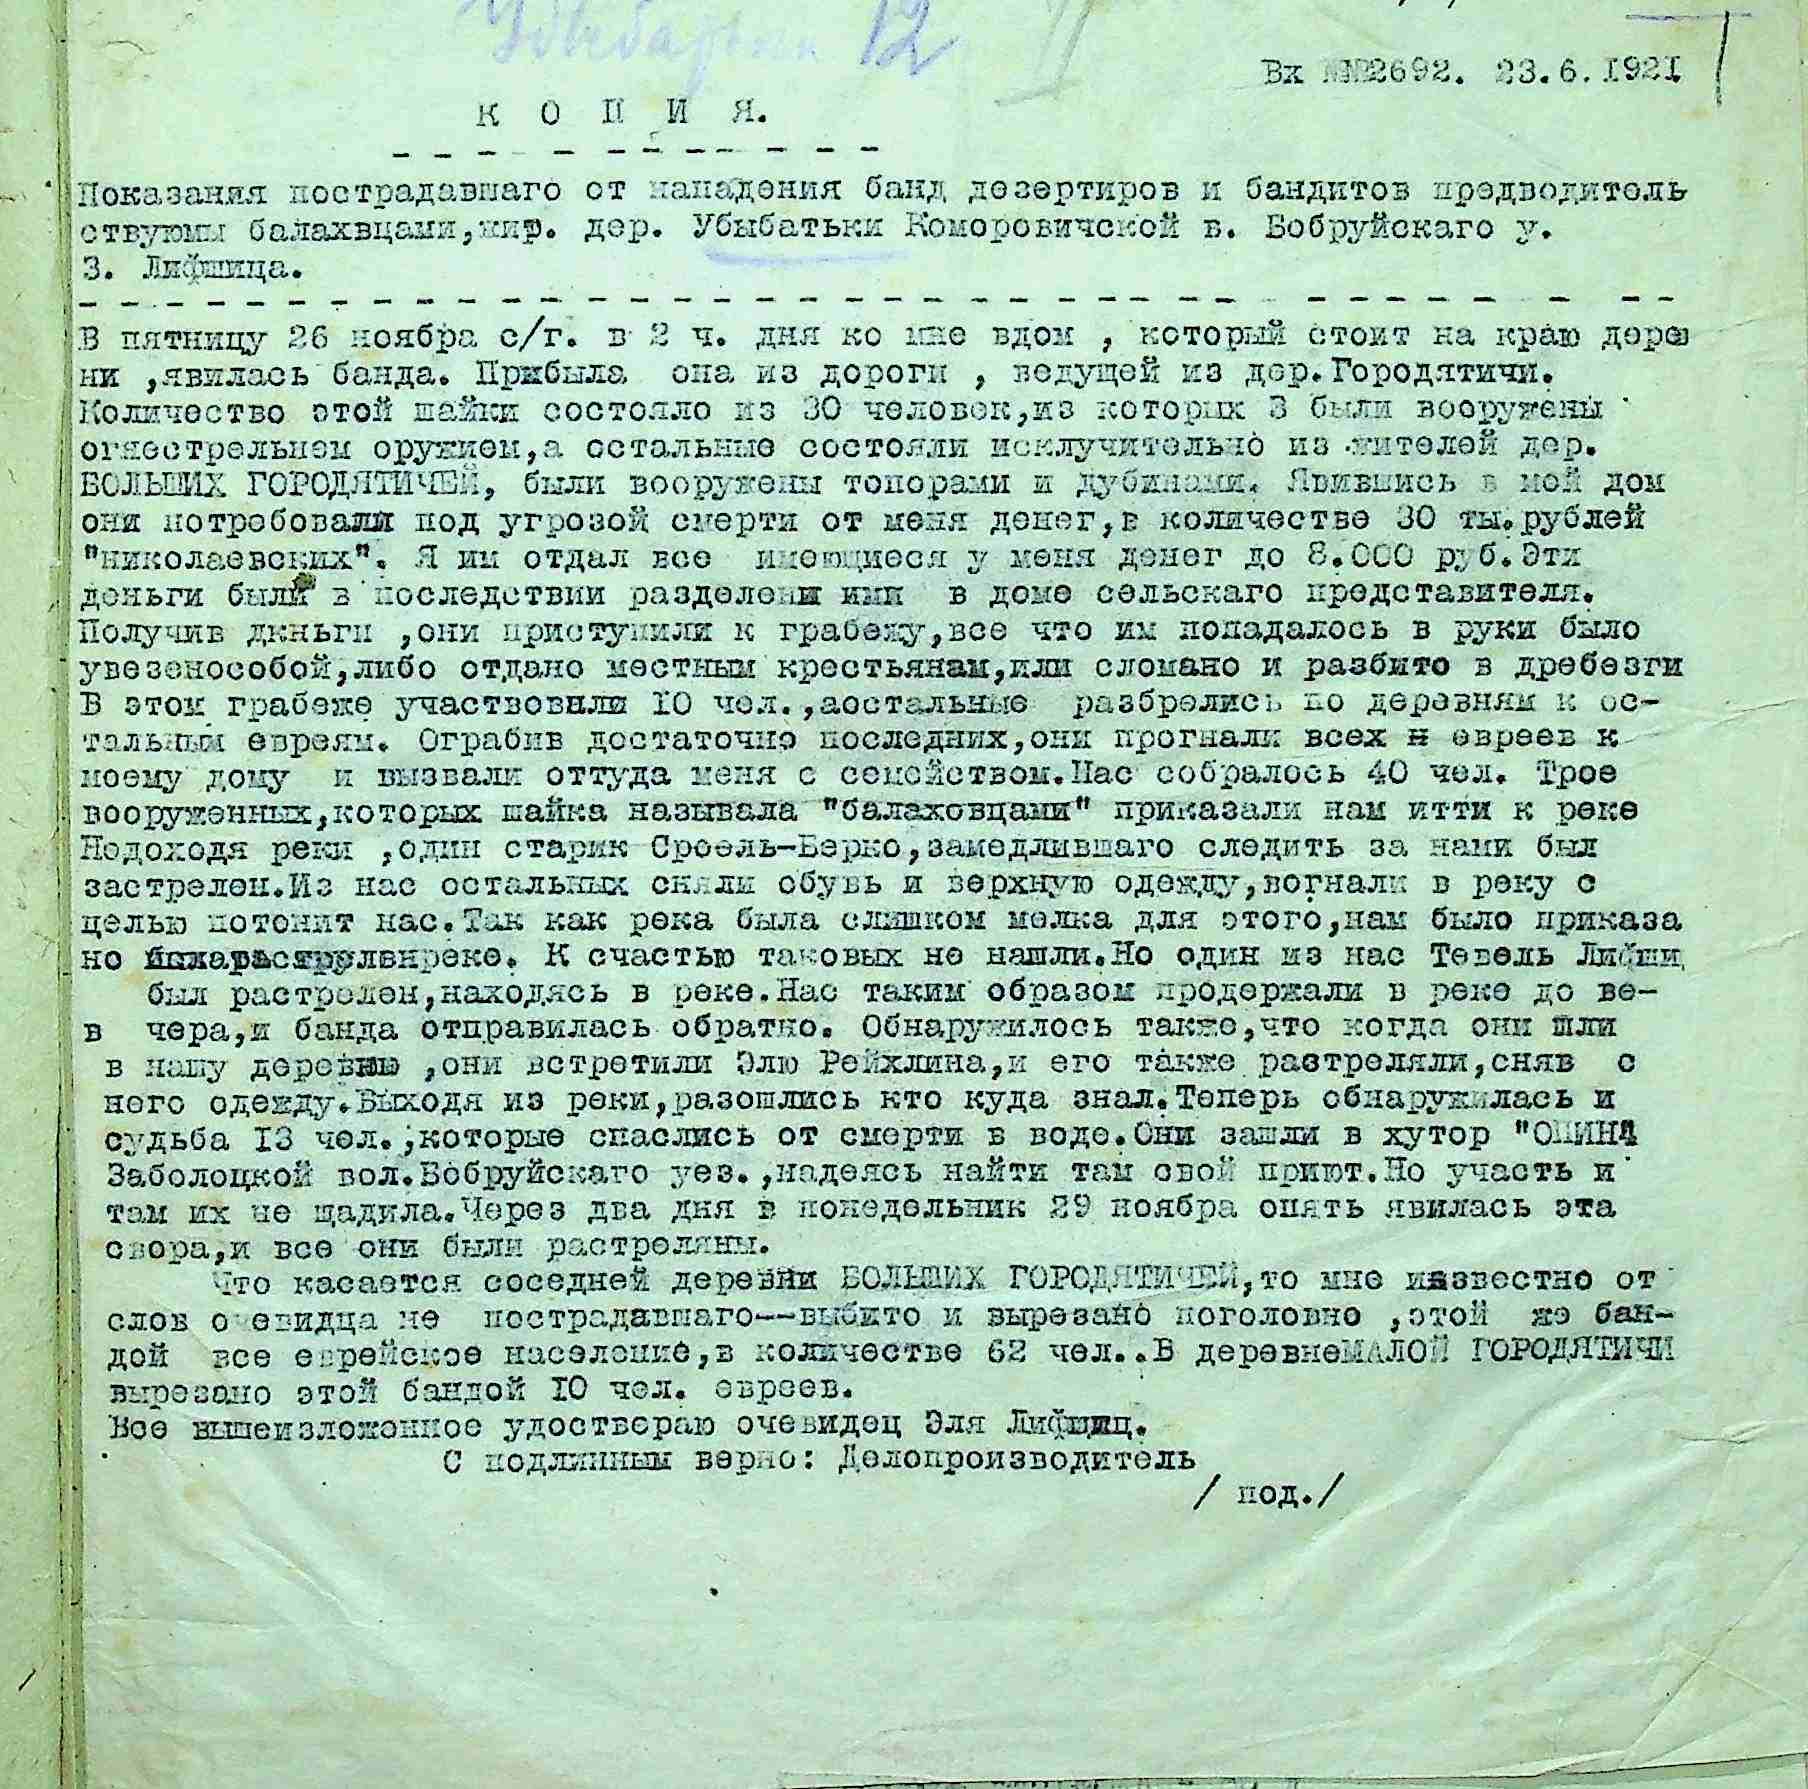 12
Вх №№2692. 23.6.1921
К О П И Я.
Показания пострадавшаго от нападения банд дезертиров и бандитов предводитель
ствуюмы балахвцами,жир. дер. Убыбатьки Коморовичской в. Бобруйскаго у.
З. Лифшица.
В пятницу 26 ноября с/г. в 2 ч. дня ко мне вдом , который стоит на краю дерев
ни ,явилась банда. Прибыла она из дороги , ведущей из дер.Городятичи.
Количество этой шайки состояло из 30 человек,из которых 3 были вооружены
огнестрельнем оружием,а остальные состояли исключительно из жителей дер.
БОЛЬШИХ ГОРОДЯТИЧЕЙ, были вооружены топорами и дубинами. Явившись в мой дом
они потребовали под угрозой смерти от меня денег,в количестве 30 ты.рублей
"николаевских". Я им отдал все имеющиеся у меня денег до 8.000 руб.Эти
деньги были в последствии разделены ими в доме сельскаго представителя.
Получив дкньги ,они приступили к грабежу,все что им попадалось в руки было
увезенособой,либо отдано местным крестьянам,или сломано и разбито в дребезги
В этом грабеже участвовали 10 чел.,аостальные разбрелись по деревням к ос-
тальным евреям. Ограбив достаточно последних,они прогнали всех н евреев к
моему дому и вызвали оттуда меня с семейством.Нас собралось 40 чел. Трое
вооруженных,которых шайка называла "балаховцами" приказали нам итти к реке
Недоходя реки ,один старик Сроель-Берко,замедлившаго следить за нами был
застрелен.Из нас остальных сняли обувь и верхную одежду,вогнали в реку с
целью потопит нас.Так как река была слишком мелка для этого,нам было приказа
но реке. К счастью таковых не нашли.Но один из нас Тевель Лифши
был растрелен,находясь в реке.Нас таким образом продержали в реке до ве-
в чера,и банда отправилась обратно. Обнаружилось также,что когда они шли
в нашу деревню ,они встретили Элю Рейхлина,и его также разтреляли,сняв с
него одежду.Выходя из реки,разошлись кто куда знал.Теперь обнаружилась и
судьба 13 чел.,которые спаслись от смерти в воде.Они зашли в хутор "ОПИНЧ
Заболоцкой вол.Бобруйскаго уез.,надеясь найти там свой приют.Но участь и
там их не щадила.Через два дня в понедельник 29 ноября опять явилась эта
свора,и все они были растреляны.
Что касается соседней деревни БОЛЬШИХ ГОРОДЯТИЧЕЙ,то мне известно от
слов очевидца не пострадавшаго--выбито и вырезано поголовно ,этой же бан-
дой все еврейское население,в количестве 62 чел..В деревнеМАЛОЙ ГОРОДЯТИЧИ
вырезано этой бандой 10 чел. евреев.
Все вышеизложенное удоствераю очевидец Эля Лифшиц.
С подлинным верно: Делопроизводитель
/ под./